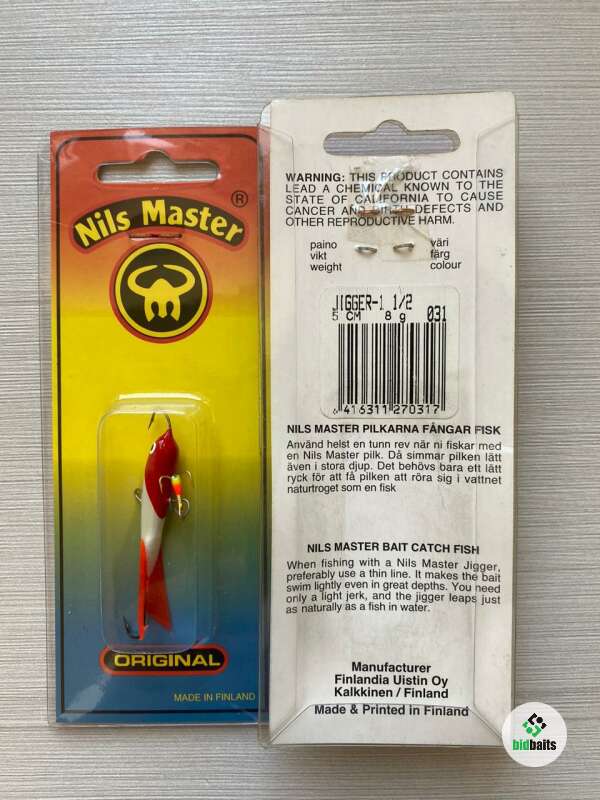 Nils Master ®
ORIGINAL
MADE IN FINLAND
WARNING: THIS PRODUCT CONTAINS
LEAD A CHEMICAL KNOWN TO THE
STATE OF CALIFORNIA TO CAUSE
CANCER AND BIRTH DEFECTS AND
OTHER REPRODUCTIVE HARM.
paino väri
vikt färg
weight colour
JIGGER-1 1/2
5 CM 8 g 031
6 416311 270317
NILS MASTER PILKARNA FÅNGAR FISK
Använd helst en tunn rev när ni fiskar med
en Nils Master pilk. Då simmar pilken lätt
även i stora djup. Det behövs bara ett lätt
ryck för att få pilken att röra sig i vattnet
naturtroget som en fisk
NILS MASTER BAIT CATCH FISH
When fishing with a Nils Master Jigger,
preferably use a thin line. It makes the bait
swim lightly even in great depths. You need
only a light jerk, and the jigger leaps just
as naturally as a fish in water.
Manufacturer
Finlandia Uistin Oy
Kalkkinen / Finland
Made & Printed in Finland
bidbaits